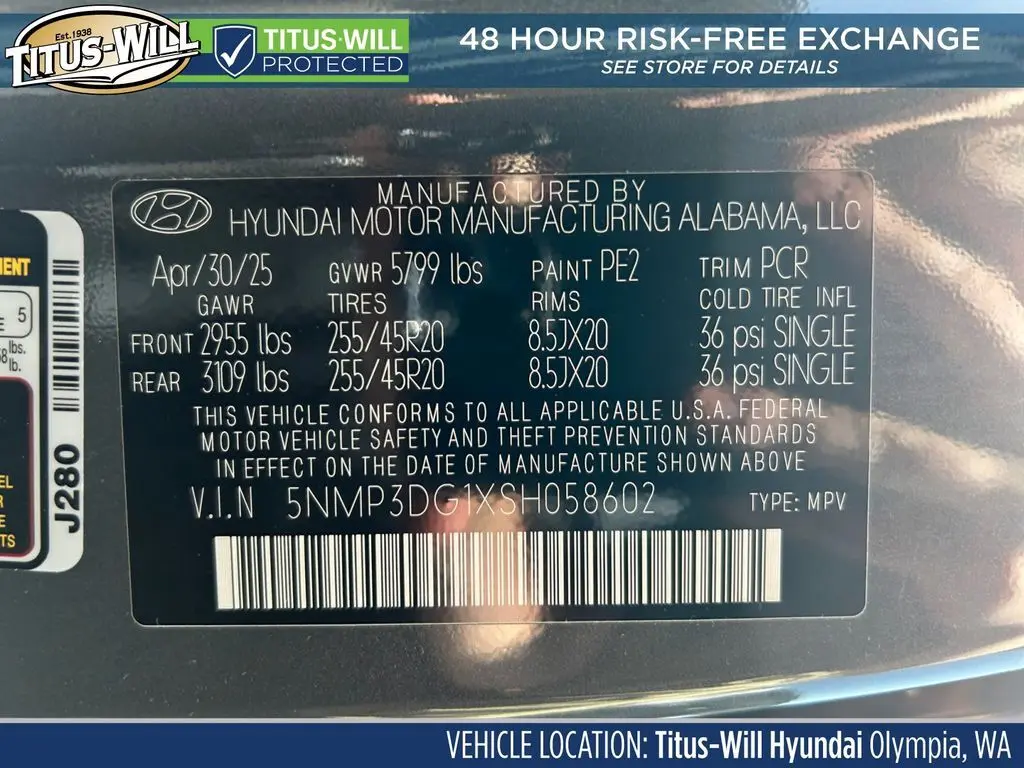 Est. 1938
TITUS-WILL
TITUS-WILL
PROTECTED
48 HOUR RISK-FREE EXCHANGE
SEE STORE FOR DETAILS
MANUFACTURED BY
HYUNDAI MOTOR MANUFACTURING ALABAMA, LLC
Apr/30/25 GVWR 5799 lbs PAINT PE2 TRIM PCR
GAWR TIRES RIMS COLD TIRE INFL
FRONT 2955 lbs 255/45R20 8.5JX20 36 psi SINGLE
REAR 3109 lbs 255/45R20 8.5JX20 36 psi SINGLE
THIS VEHICLE CONFORMS TO ALL APPLICABLE U.S.A. FEDERAL
MOTOR VEHICLE SAFETY AND THEFT PREVENTION STANDARDS
IN EFFECT ON THE DATE OF MANUFACTURE SHOWN ABOVE
V.I.N 5NMP3DG1XSH058602 TYPE: MPV
5
lbs.
lb.
J280
VEHICLE LOCATION: Titus-Will Hyundai Olympia, WA